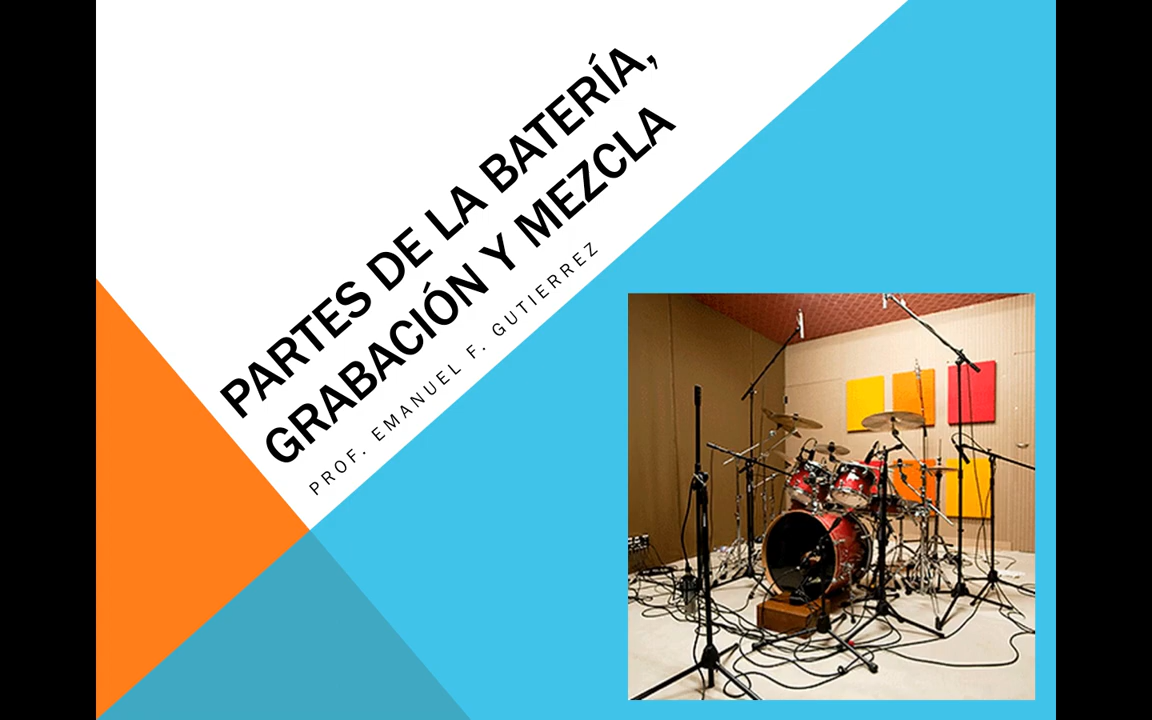 PARTES DE LA BATERÍA,
GRABACIÓN Y MEZCLA
PROF. EMANUEL F. GUTIERREZ